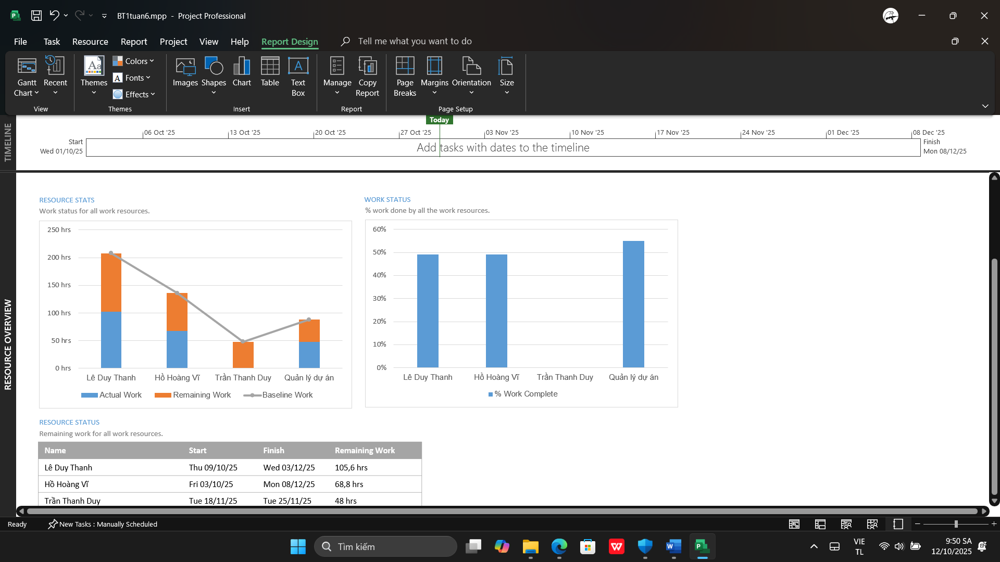 BT1tuan6.mpp - Project Professional
File Task Resource Report Project View Help Report Design Tell me what you want to do
Gantt Chart
Recent
View
Themes
Colors
Fonts
Effects
Themes
Images
Shapes
Chart
Table
Text Box
Insert
Manage
Copy Report
Report
Page Breaks
Margins
Orientation
Size
Page Setup
TIMELINE
Today
06 Oct '25 13 Oct '25 20 Oct '25 27 Oct '25 03 Nov '25 10 Nov '25 17 Nov '25 24 Nov '25 01 Dec '25 08 Dec '25
Start
Wed 01/10/25
Add tasks with dates to the timeline
Finish
Mon 08/12/25
RESOURCE OVERVIEW
RESOURCE STATS
Work status for all work resources.
250 hrs
200 hrs
150 hrs
100 hrs
50 hrs
0 hrs
Lê Duy Thanh Hồ Hoàng Vĩ Trần Thanh Duy Quản lý dự án
Actual Work Remaining Work Baseline Work
WORK STATUS
% work done by all the work resources.
60%
50%
40%
30%
20%
10%
0%
Lê Duy Thanh Hồ Hoàng Vĩ Trần Thanh Duy Quản lý dự án
% Work Complete
RESOURCE STATUS
Remaining work for all work resources.
Name Start Finish Remaining Work
Lê Duy Thanh Thu 09/10/25 Wed 03/12/25 105,6 hrs
Hồ Hoàng Vĩ Fri 03/10/25 Mon 08/12/25 68,8 hrs
Trần Thanh Duy Tue 18/11/25 Tue 25/11/25 48 hrs
Ready New Tasks : Manually Scheduled
Tìm kiếm
VIE
TL
9:50 SA
12/10/2025